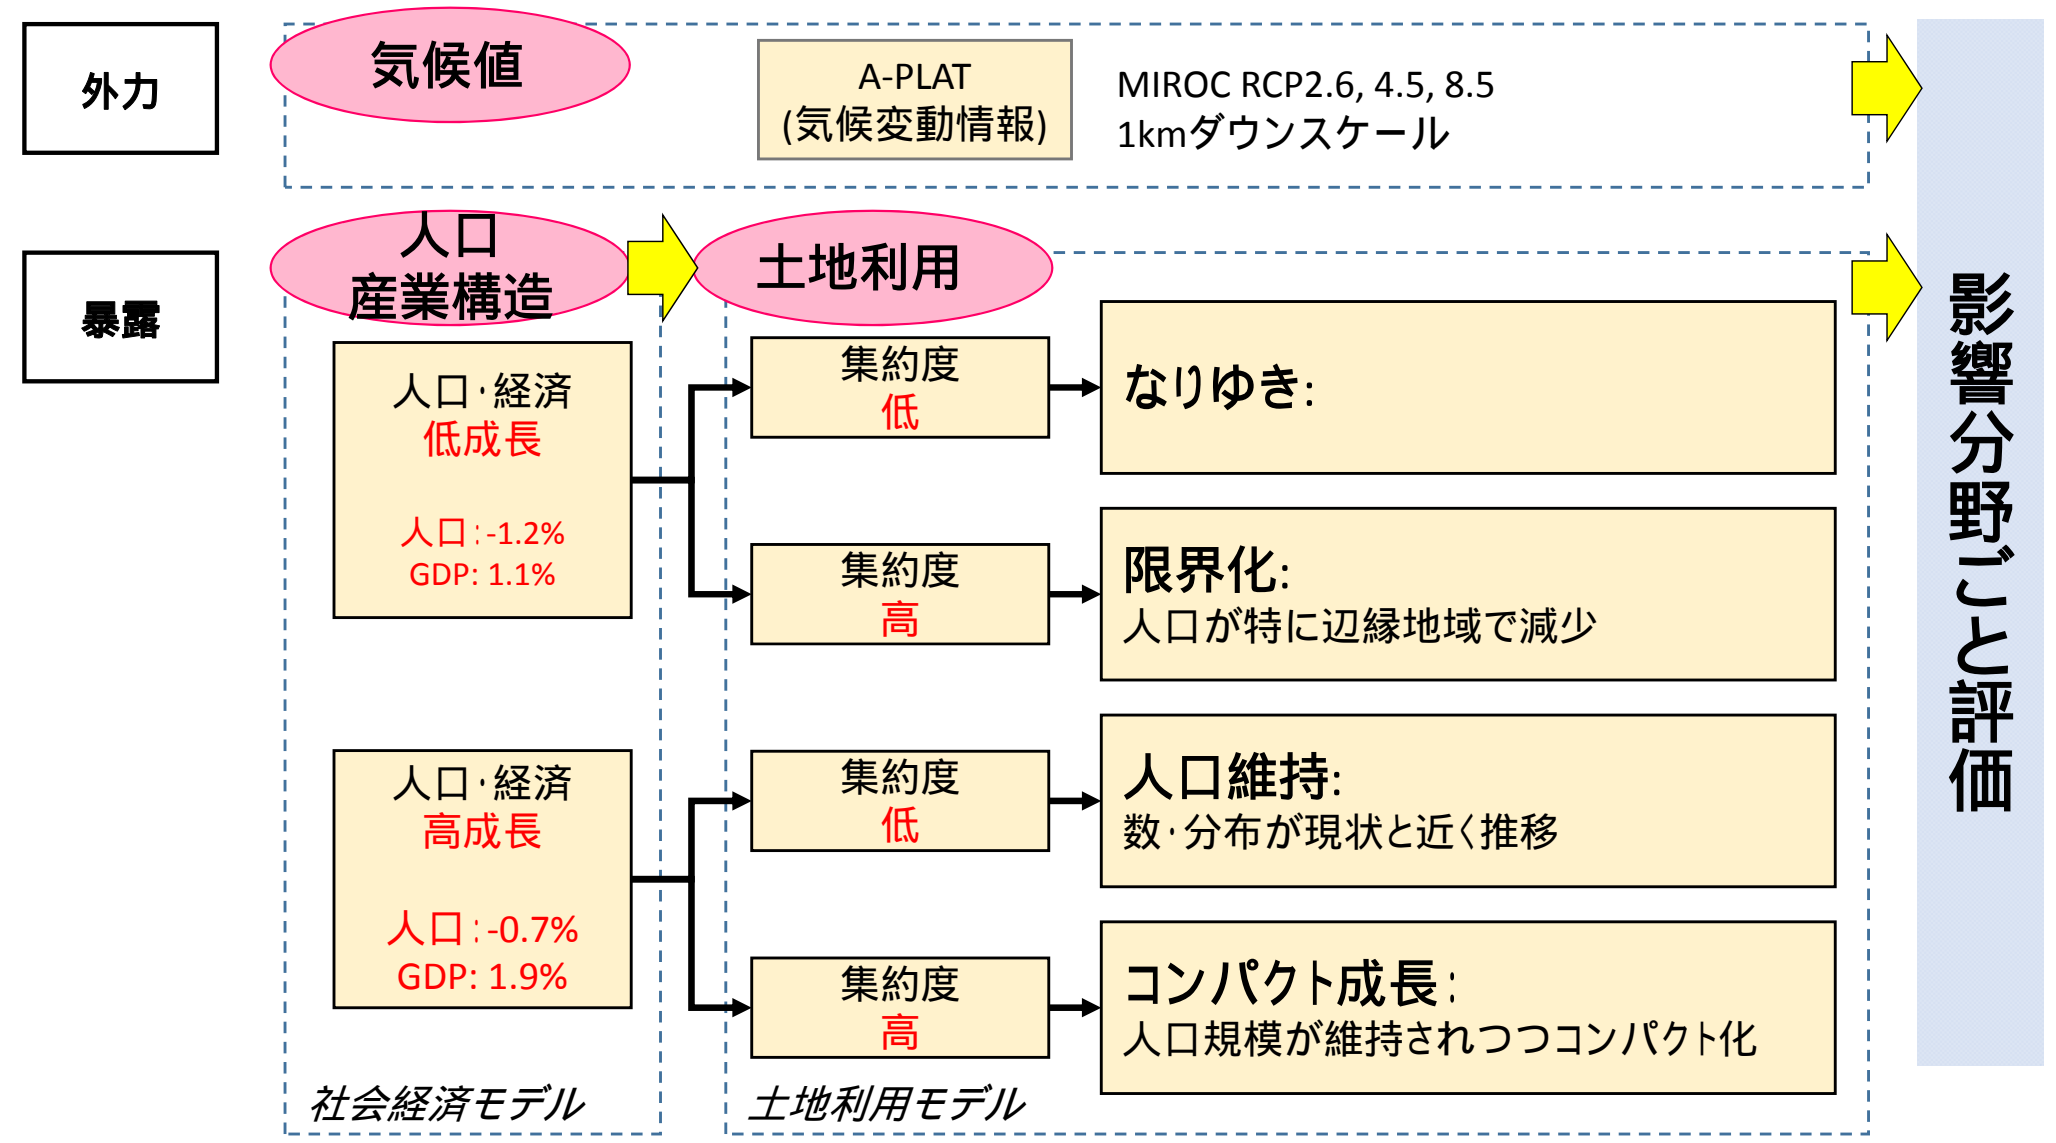 外力
気候値
A-PLAT
(気候変動情報)
MIROC RCP2.6, 4.5, 8.5
1kmダウンスケール
暴露
人口
産業構造
土地利用
人口・経済
低成長
人口：-1.2%
GDP: 1.1%
集約度
低
なりゆき:
集約度
高
限界化:
人口が特に辺縁地域で減少
人口・経済
高成長
人口：-0.7%
GDP: 1.9%
集約度
低
人口維持:
数・分布が現状と近く推移
集約度
高
コンパクト成長：
人口規模が維持されつつコンパクト化
社会経済モデル
土地利用モデル
影響分野ごと評価